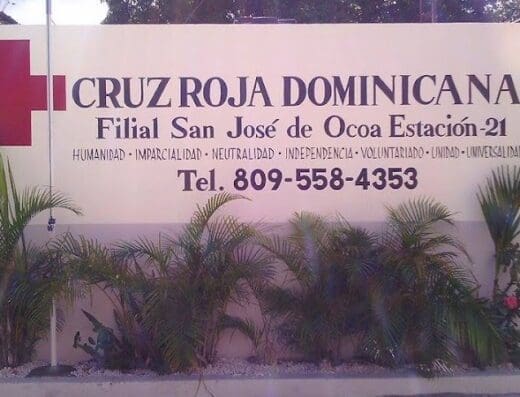 CRUZ ROJA DOMINICANA
Filial San José de Ocoa Estación-21
HUMANIDAD · IMPARCIALIDAD · NEUTRALIDAD · INDEPENDENCIA · VOLUNTARIADO · UNIDAD · UNIVERSALIDAD
Tel. 809-558-4353